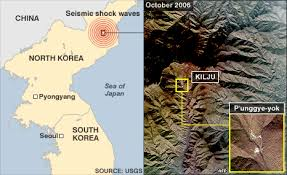 Seismic shock waves
CHINA
NORTH KOREA
Pyongyang
Sea of
Japan
Seoul
SOUTH
KOREA
SOURCE: USGS
October 2006
KILJU
P'unggye-yok